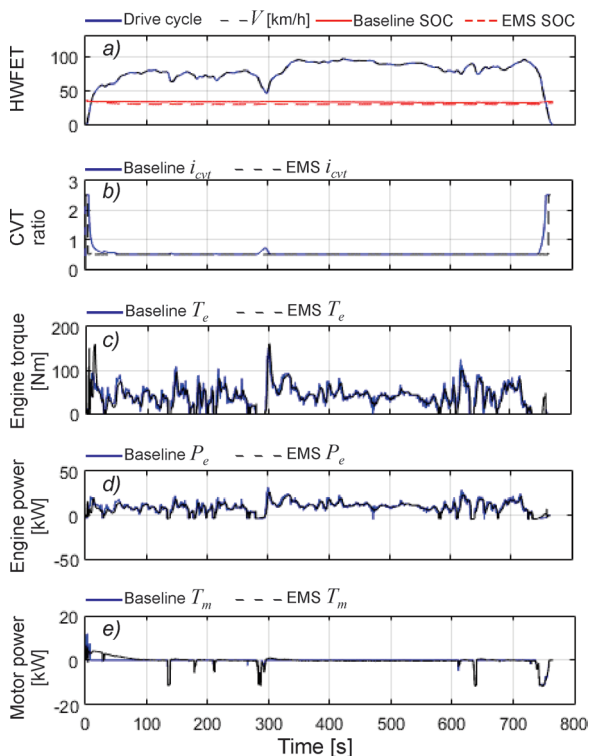 Drive cycle V [km/h] Baseline SOC EMS SOC
a)
HWFET
100
50
0
Baseline i_cvt EMS i_cvt
b)
CVT ratio
3
2
1
0
Baseline T_e EMS T_e
c)
Engine torque [Nm]
200
100
0
Baseline P_e EMS P_e
d)
Engine power [kW]
50
0
-50
Baseline T_m EMS T_m
e)
Motor power [kW]
20
0
-20
0 100 200 300 400 500 600 700 800
Time [s]